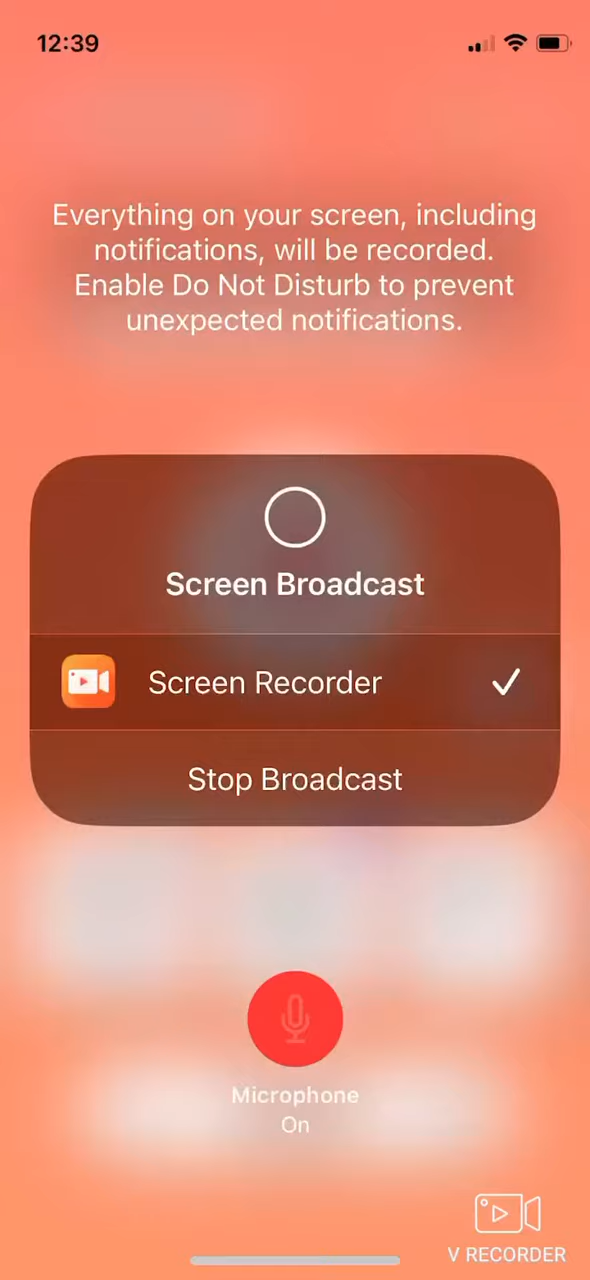 12:39
Everything on your screen, including
notifications, will be recorded.
Enable Do Not Disturb to prevent
unexpected notifications.
Screen Broadcast
Screen Recorder
Stop Broadcast
Microphone
On
V RECORDER